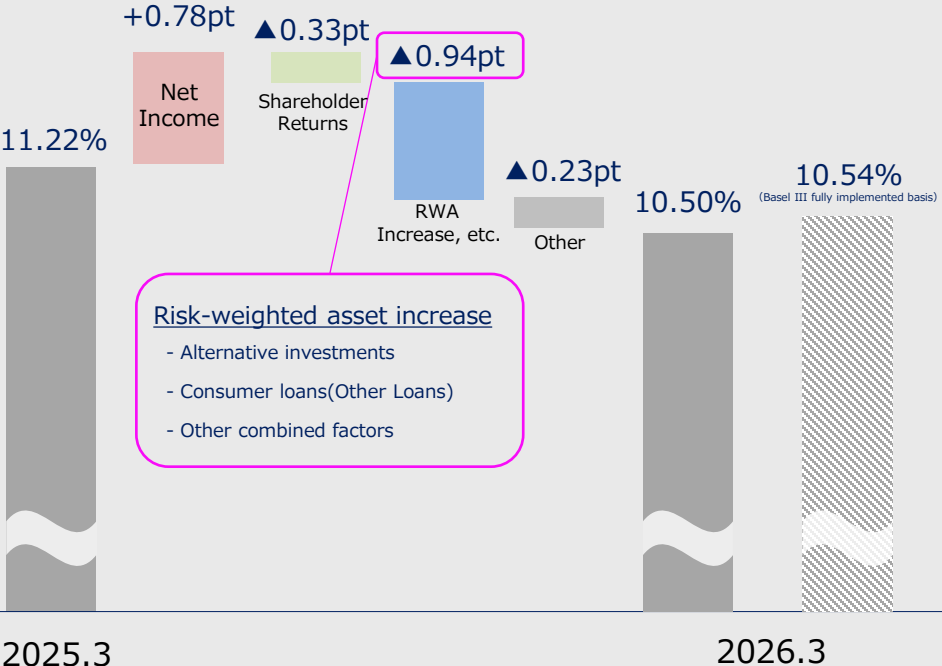 +0.78pt
▲0.33pt
▲0.94pt
Net
Income
Shareholder
Returns
11.22%
▲0.23pt
RWA
Increase, etc.
Other
10.50%
10.54%
(Basel III fully implemented basis)
Risk-weighted asset increase
- Alternative investments
- Consumer loans(Other Loans)
- Other combined factors
2025.3
2026.3